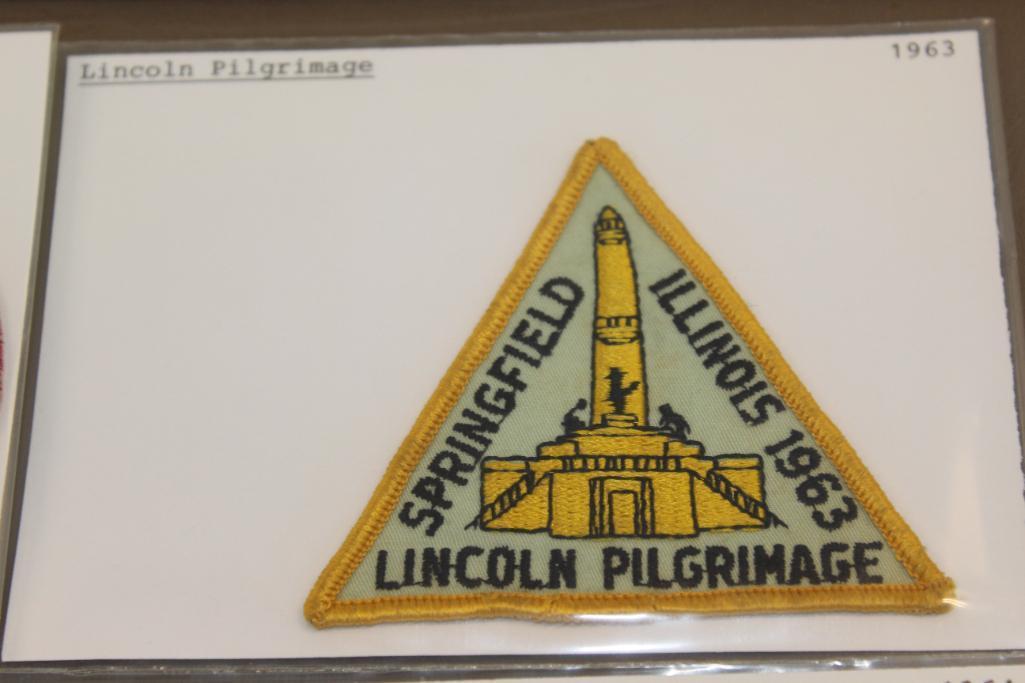 Lincoln Pilgrimage
1963
SPRINGFIELD
ILLINOIS 1963
LINCOLN PILGRIMAGE